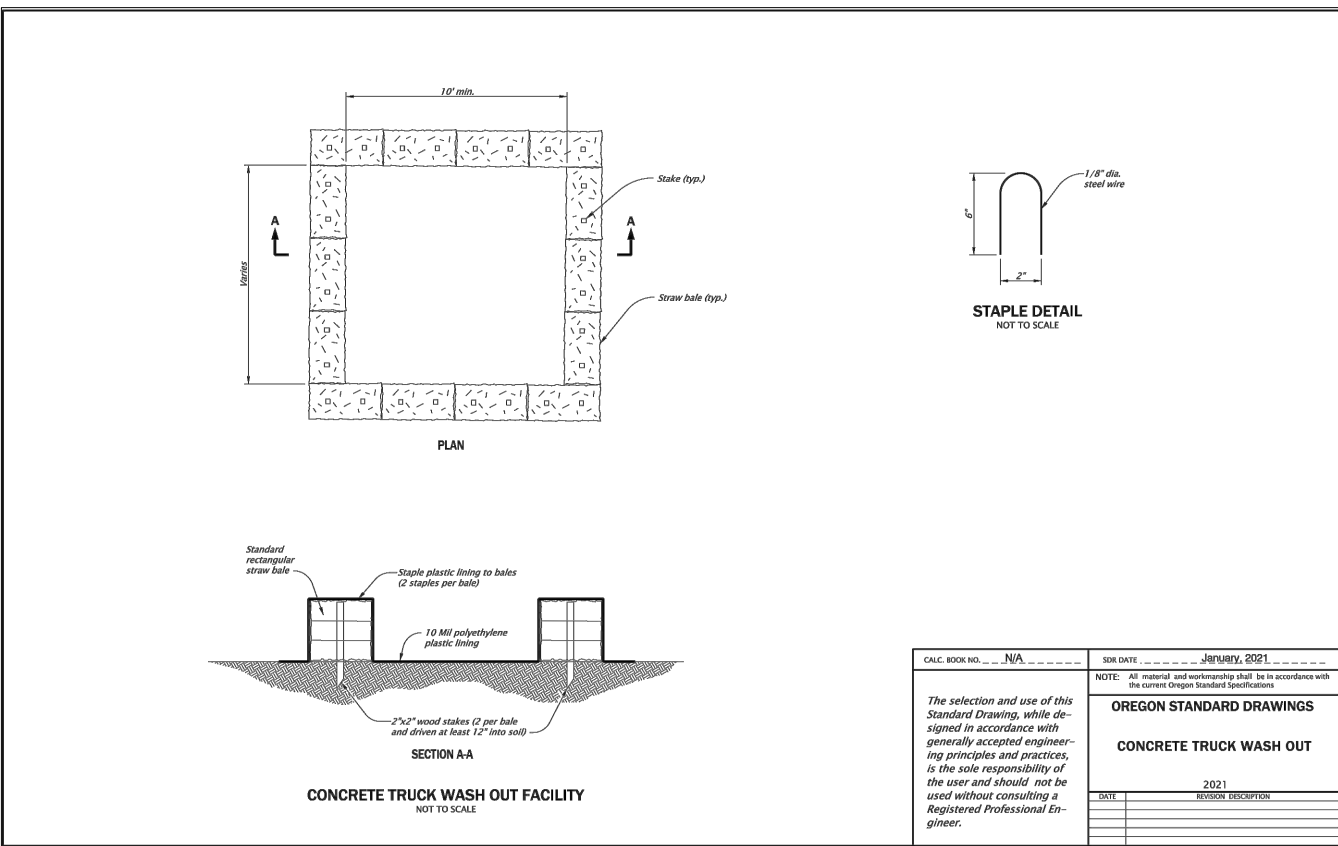 10' min.
Stake (typ.)
A
A
Varies
Straw bale (typ.)
PLAN
1/8" dia.
steel wire
6"
2"
STAPLE DETAIL
NOT TO SCALE
Standard
rectangular
straw bale
Staple plastic lining to bales
(2 staples per bale)
10 Mil polyethylene
plastic lining
2"x2" wood stakes (2 per bale
and driven at least 12" into soil)
SECTION A-A
CONCRETE TRUCK WASH OUT FACILITY
NOT TO SCALE
CALC. BOOK NO. N/A
SDR DATE January, 2021
NOTE: All material and workmanship shall be in accordance with
the current Oregon Standard Specifications
The selection and use of this
Standard Drawing, while de-
signed in accordance with
generally accepted engineer-
ing principles and practices,
is the sole responsibility of
the user and should not be
used without consulting a
Registered Professional En-
gineer.
OREGON STANDARD DRAWINGS
CONCRETE TRUCK WASH OUT
2021
DATE REVISION DESCRIPTION